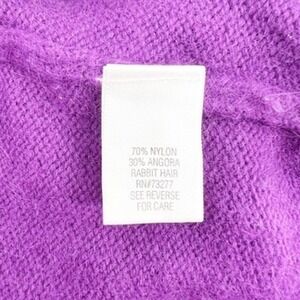 70% NYLON
30% ANGORA
RABBIT HAIR
RN#73277
SEE REVERSE
FOR CARE